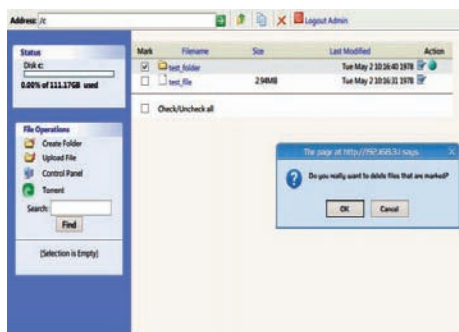 Address: /c
Logout Admin
Status
Disk c:
0.00% of 111.17GB used
File Operations
Create Folder
Upload File
Control Panel
Torrent
Search:
Find
[Selection is Empty]
Mark Filename Size Last Modified Action
test_folder Tue May 2 10:16:40 1978
test_file 2.94MB Tue May 2 10:16:31 1978
Check/Uncheck all
The page at http://192.168.3.1 says:
Do you really want to delete files that are marked?
OK Cancel